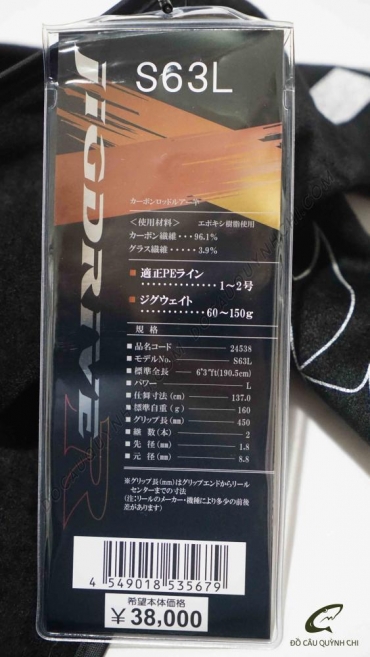 S63L
JIGDRIVE R
カーボンロッドルアー竿
＜使用材料＞ エポキシ樹脂使用
カーボン繊維・・・96.1%
グラス繊維・・・・・3.9%
■ 適正PEライン
・・・・・・・・・・・・・・1～2号
■ ジグウェイト
・・・・・・・・・・・・60～150g
規格
■品名コード・・・・・・24538
■モデルNo.・・・・・・S63L
■標準全長・・・6'3"ft(190.5cm)
■パワー・・・・・・・・・L
■仕舞寸法(cm)・・・・137.0
■標準自重(g)・・・・・160
■グリップ長(mm)・・・・450
■継数(本)・・・・・・・2
■先径(mm)・・・・・・1.8
■元径(mm)・・・・・・8.8
※グリップ長(mm)はグリップエンドからリール
センターまでの寸法
(注:リールのメーカー・機種により多少の前後
差があります)
4 549018 535679
希望本体価格
¥38,000
ĐỒ CÂU QUỲNH CHI